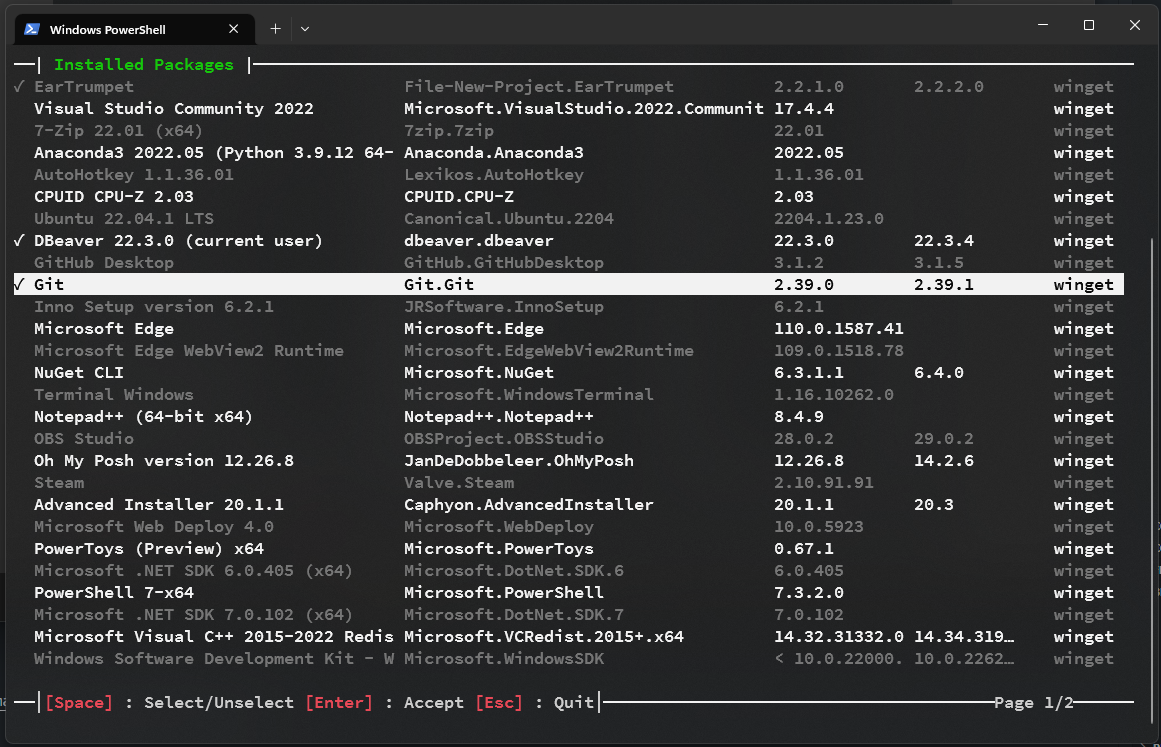 Windows PowerShell
Installed Packages
✓ EarTrumpet File-New-Project.EarTrumpet 2.2.1.0 2.2.2.0 winget
Visual Studio Community 2022 Microsoft.VisualStudio.2022.Communit 17.4.4 winget
7-Zip 22.01 (x64) 7zip.7zip 22.01 winget
Anaconda3 2022.05 (Python 3.9.12 64- Anaconda.Anaconda3 2022.05 winget
AutoHotkey 1.1.36.01 Lexikos.AutoHotkey 1.1.36.01 winget
CPUID CPU-Z 2.03 CPUID.CPU-Z 2.03 winget
Ubuntu 22.04.1 LTS Canonical.Ubuntu.2204 2204.1.23.0 winget
✓ DBeaver 22.3.0 (current user) dbeaver.dbeaver 22.3.0 22.3.4 winget
GitHub Desktop GitHub.GitHubDesktop 3.1.2 3.1.5 winget
✓ Git Git.Git 2.39.0 2.39.1 winget
Inno Setup version 6.2.1 JRSoftware.InnoSetup 6.2.1 winget
Microsoft Edge Microsoft.Edge 110.0.1587.41 winget
Microsoft Edge WebView2 Runtime Microsoft.EdgeWebView2Runtime 109.0.1518.78 winget
NuGet CLI Microsoft.NuGet 6.3.1.1 6.4.0 winget
Terminal Windows Microsoft.WindowsTerminal 1.16.10262.0 winget
Notepad++ (64-bit x64) Notepad++.Notepad++ 8.4.9 winget
OBS Studio OBSProject.OBSStudio 28.0.2 29.0.2 winget
Oh My Posh version 12.26.8 JanDeDobbeleer.OhMyPosh 12.26.8 14.2.6 winget
Steam Valve.Steam 2.10.91.91 winget
Advanced Installer 20.1.1 Caphyon.AdvancedInstaller 20.1.1 20.3 winget
Microsoft Web Deploy 4.0 Microsoft.WebDeploy 10.0.5923 winget
PowerToys (Preview) x64 Microsoft.PowerToys 0.67.1 winget
Microsoft .NET SDK 6.0.405 (x64) Microsoft.DotNet.SDK.6 6.0.405 winget
PowerShell 7-x64 Microsoft.PowerShell 7.3.2.0 winget
Microsoft .NET SDK 7.0.102 (x64) Microsoft.DotNet.SDK.7 7.0.102 winget
Microsoft Visual C++ 2015-2022 Redis Microsoft.VCRedist.2015+.x64 14.32.31332.0 14.34.319… winget
Windows Software Development Kit - W Microsoft.WindowsSDK < 10.0.22000. 10.0.2262… winget
[Space] : Select/Unselect [Enter] : Accept [Esc] : Quit Page 1/2